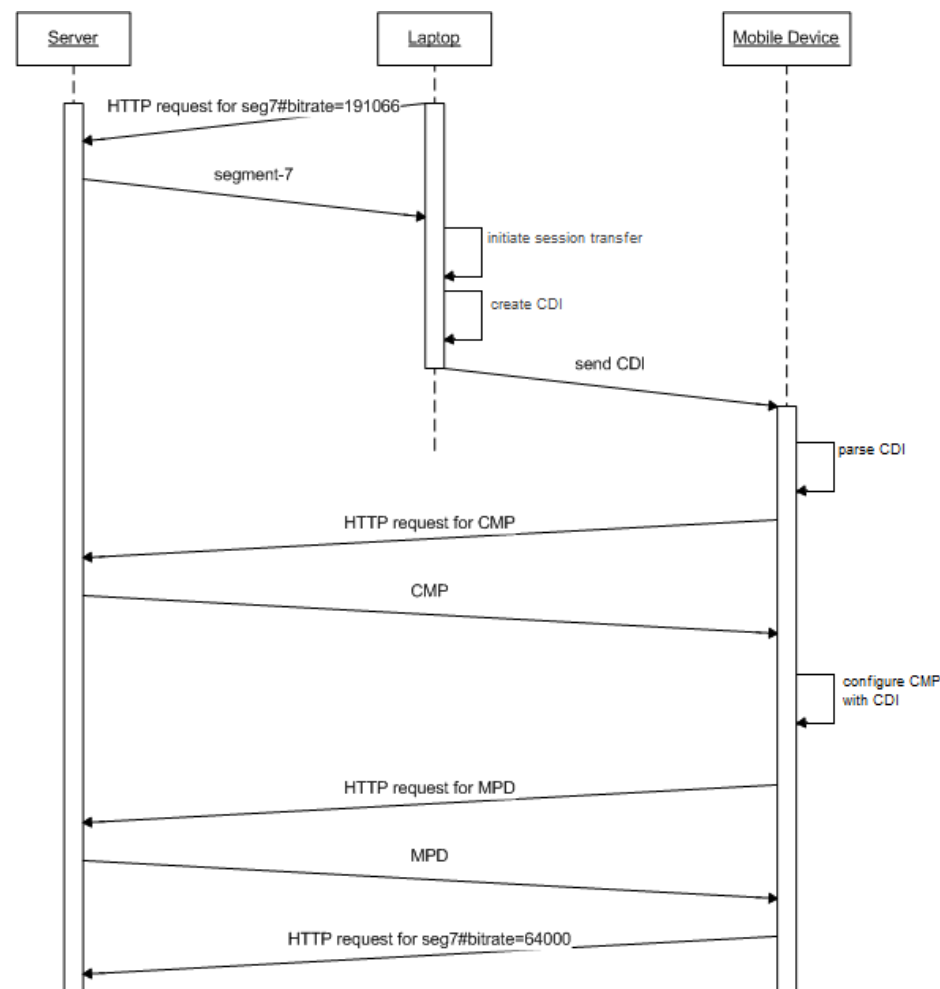 Server
Laptop
Mobile Device
HTTP request for seg7#bitrate=191066
segment-7
initiate session transfer
create CDI
send CDI
parse CDI
HTTP request for CMP
CMP
configure CMP
with CDI
HTTP request for MPD
MPD
HTTP request for seg7#bitrate=64000